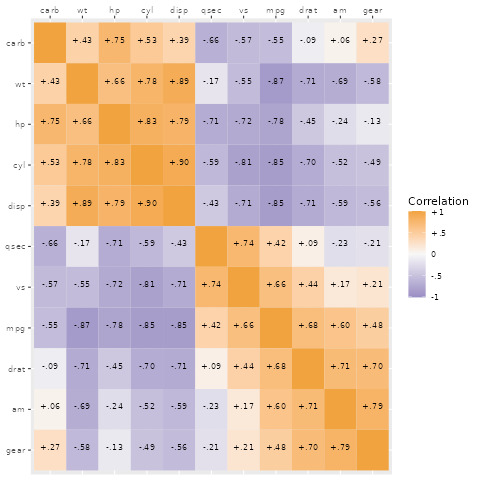 carb wt hp cyl disp qsec vs mpg drat am gear
carb +.43 +.75 +.53 +.39 -.66 -.57 -.55 -.09 +.06 +.27
wt +.43 +.66 +.78 +.89 -.17 -.55 -.87 -.71 -.69 -.58
hp +.75 +.66 +.83 +.79 -.71 -.72 -.78 -.45 -.24 -.13
cyl +.53 +.78 +.83 +.90 -.59 -.81 -.85 -.70 -.52 -.49
disp +.39 +.89 +.79 +.90 -.43 -.71 -.85 -.71 -.59 -.56
Correlation
+1
+.5
0
-.5
-1
qsec -.66 -.17 -.71 -.59 -.43 +.74 +.42 +.09 -.23 -.21
vs -.57 -.55 -.72 -.81 -.71 +.74 +.66 +.44 +.17 +.21
mpg -.55 -.87 -.78 -.85 -.85 +.42 +.66 +.68 +.60 +.48
drat -.09 -.71 -.45 -.70 -.71 +.09 +.44 +.68 +.71 +.70
am +.06 -.69 -.24 -.52 -.59 -.23 +.17 +.60 +.71 +.79
gear +.27 -.58 -.13 -.49 -.56 -.21 +.21 +.48 +.70 +.79